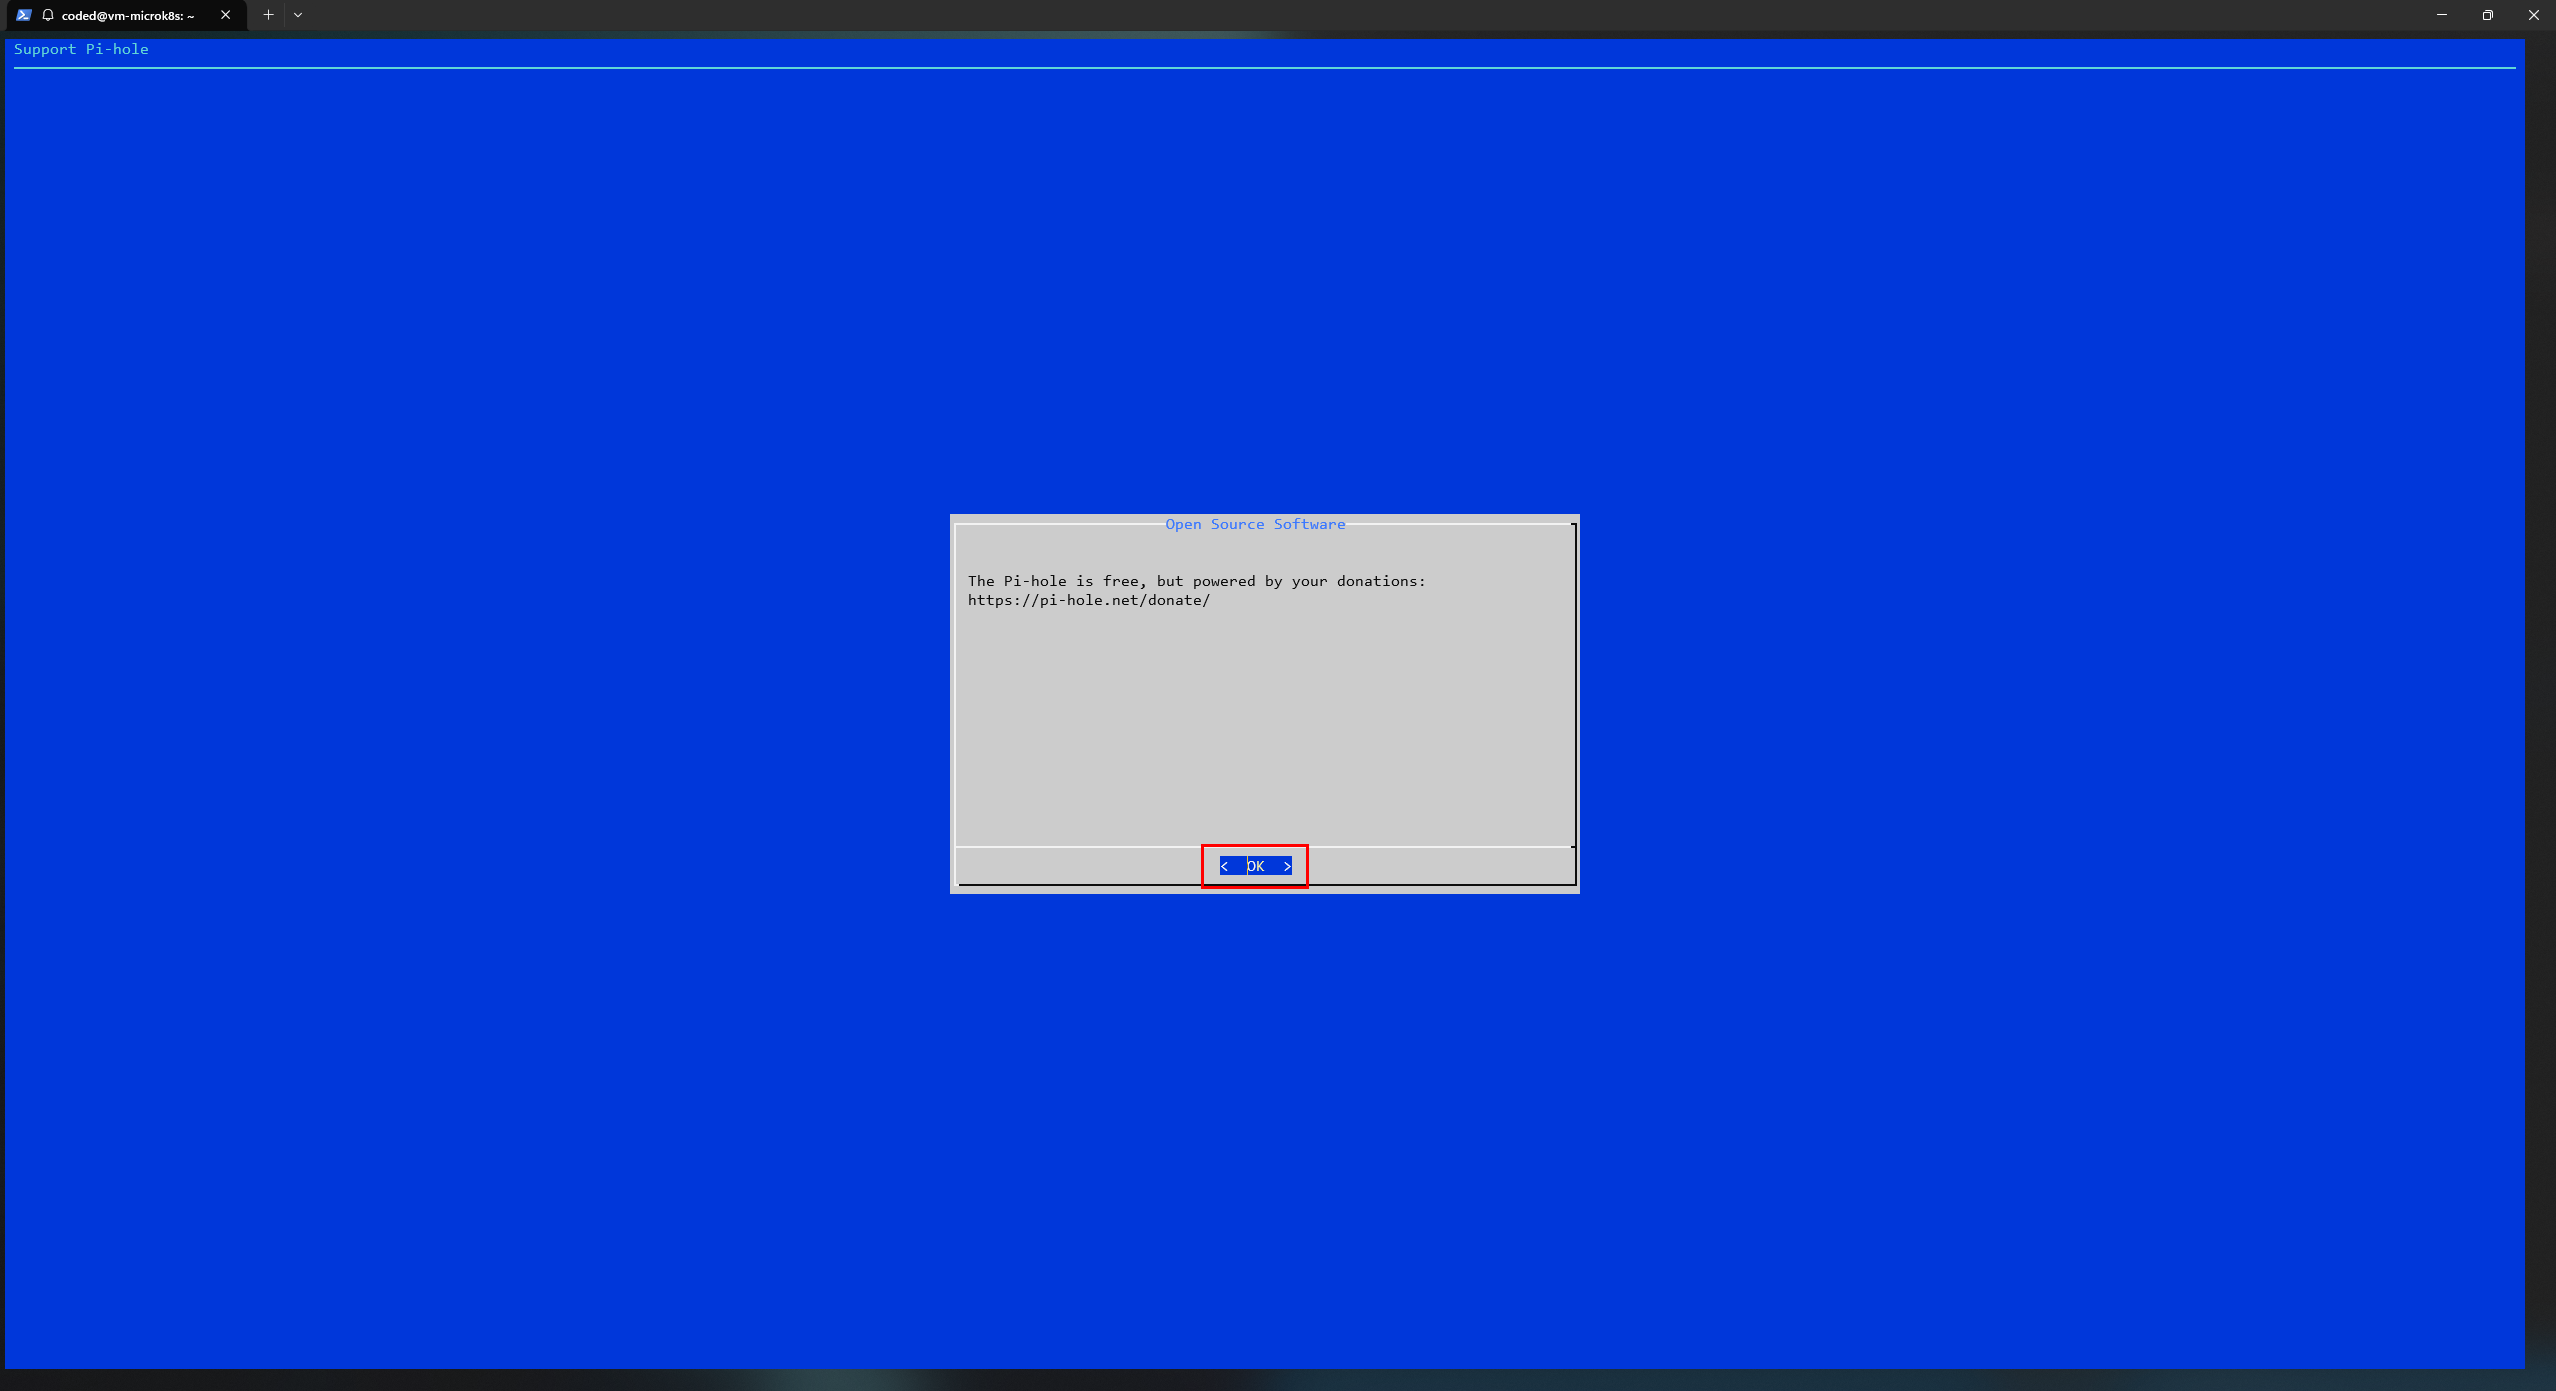 coded@vm-microk8s: ~
Support Pi-hole
Open Source Software
The Pi-hole is free, but powered by your donations:
https://pi-hole.net/donate/
<  OK  >